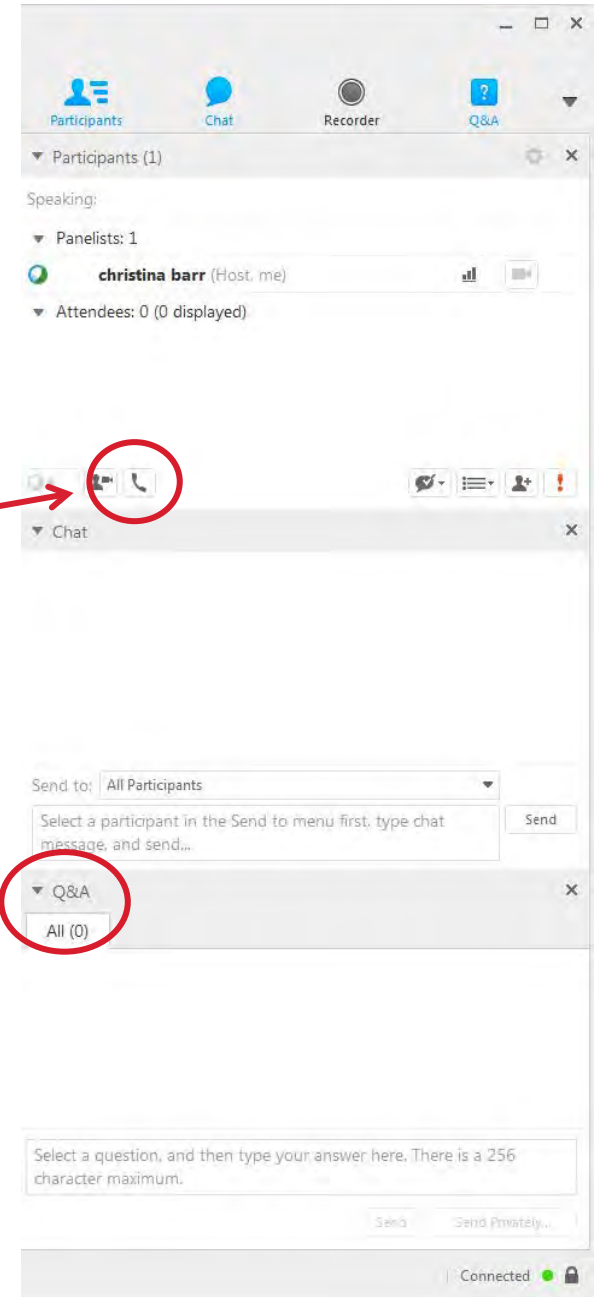 Participants Chat Recorder Q&A
Participants (1)
Speaking:
Panelists: 1
christina barr (Host, me)
Attendees: 0 (0 displayed)
Chat
Send to: All Participants
Select a participant in the Send to menu first, type chat
message, and send...
Send
Q&A
All (0)
Select a question, and then type your answer here. There is a 256
character maximum.
Send Send Privately...
Connected